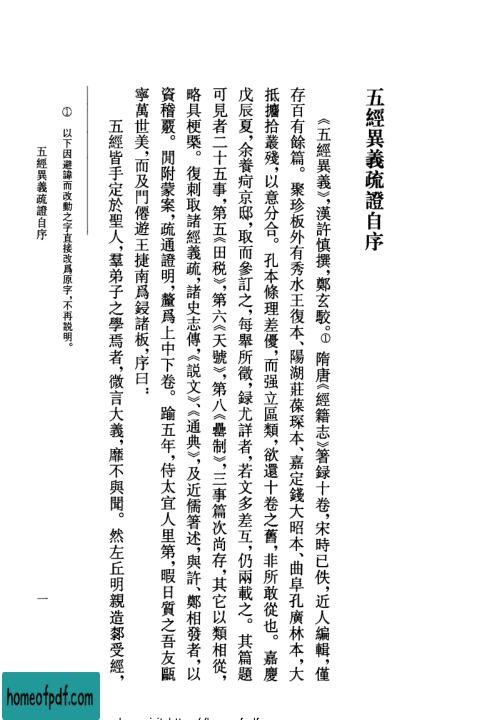 五經異義疏證自序
《五經異義》，漢許慎撰，鄭玄駁。① 隋唐《經籍志》箸録十卷，宋時已佚，近人編輯，僅
存百有餘篇。聚珍板外有秀水王復本、陽湖莊葆琛本、嘉定錢大昭本、曲阜孔廣林本，大
抵攟拾叢殘，以意分合。孔本條理差優，而强立區類，欲還十卷之舊，非所敢從也。嘉慶
戊辰夏，余養疴京邸，取而參訂之，每舉所徵，録尤詳者，若文多差互，仍兩載之。其篇題
可見者二十五事，第五《田税》，第六《天號》，第八《罍制》，三事篇次尚存，其它以類相從，
略具梗槩。復刺取諸經義疏，諸史志傳，《説文》、《通典》，及近儒箸述，與許、鄭相發者，以
資稽覈。閒附蒙案，疏通證明，釐爲上中下卷。踰五年，侍太宜人里第，暇日質之吾友甌
寧萬世美，而及門僊遊王捷南爲鋟諸板，序曰：
五經皆手定於聖人，羣弟子之學焉者，微言大義，靡不與聞。然左丘明親造厀受經，
① 以下因避諱而改動之字直接改爲原字，不再説明。
五經異義疏證自序
一
homeofpdf.com